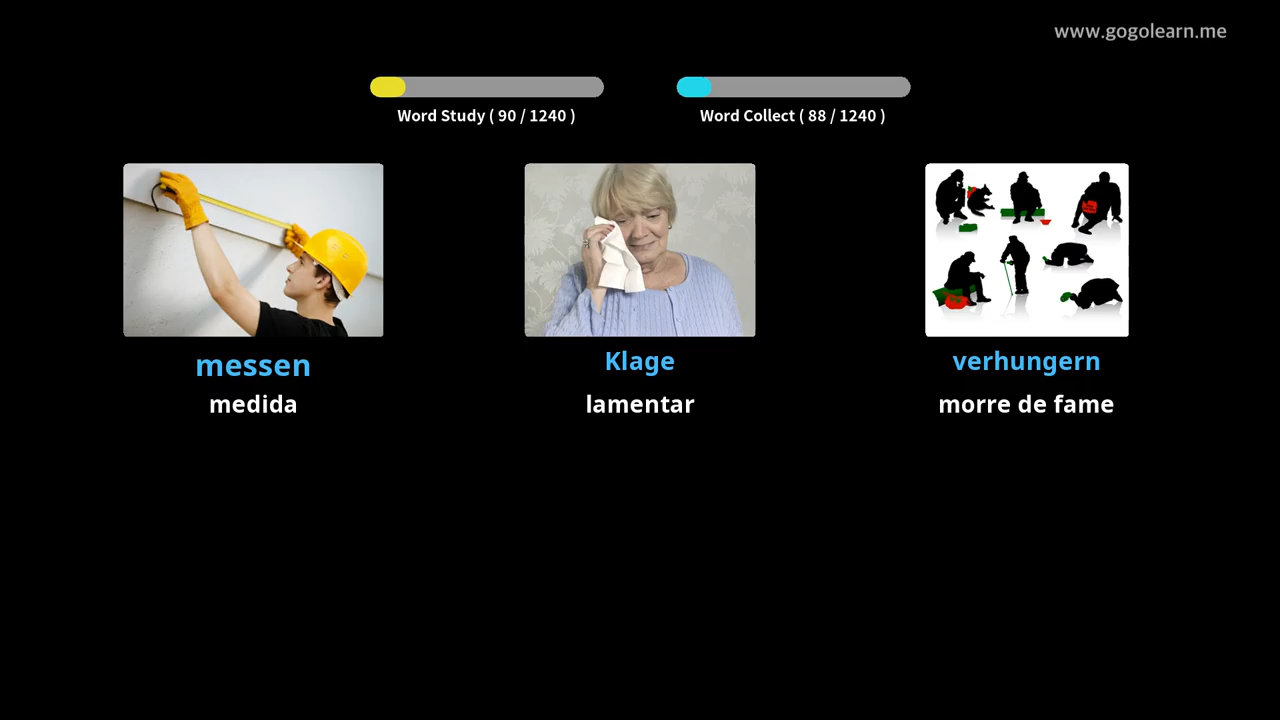 www.gogolearn.me
Word Study ( 90 / 1240 )
Word Collect ( 88 / 1240 )
messen
Klage
verhungern
medida
lamentar
morre de fame